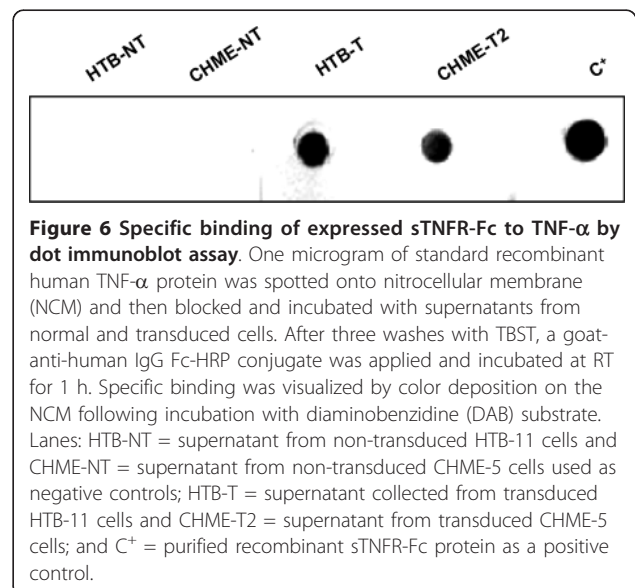 HTB-NT CHME-NT HTB-T CHME-T2 C⁺
Figure 6 Specific binding of expressed sTNFR-Fc to TNF-α by
dot immunoblot assay. One microgram of standard recombinant
human TNF-α protein was spotted onto nitrocellular membrane
(NCM) and then blocked and incubated with supernatants from
normal and transduced cells. After three washes with TBST, a goat-
anti-human IgG Fc-HRP conjugate was applied and incubated at RT
for 1 h. Specific binding was visualized by color deposition on the
NCM following incubation with diaminobenzidine (DAB) substrate.
Lanes: HTB-NT = supernatant from non-transduced HTB-11 cells and
CHME-NT = supernatant from non-transduced CHME-5 cells used as
negative controls; HTB-T = supernatant collected from transduced
HTB-11 cells and CHME-T2 = supernatant from transduced CHME-5
cells; and C⁺ = purified recombinant sTNFR-Fc protein as a positive
control.